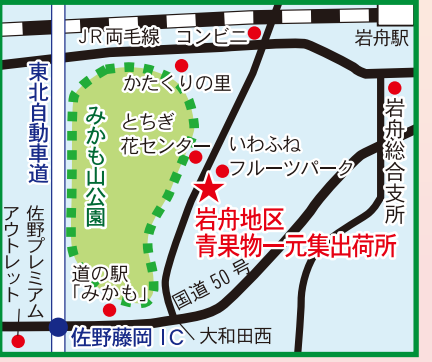 JR両毛線
コンビニ
岩舟駅
かたくりの里
東北自動車道
みかも山公園
とちぎ
花センター
いわふね
フルーツパーク
岩舟総合支所
岩舟地区
青果物一元集出荷所
佐野プレミアム
アウトレット
道の駅
「みかも」
国道50号
佐野藤岡IC
大和田西